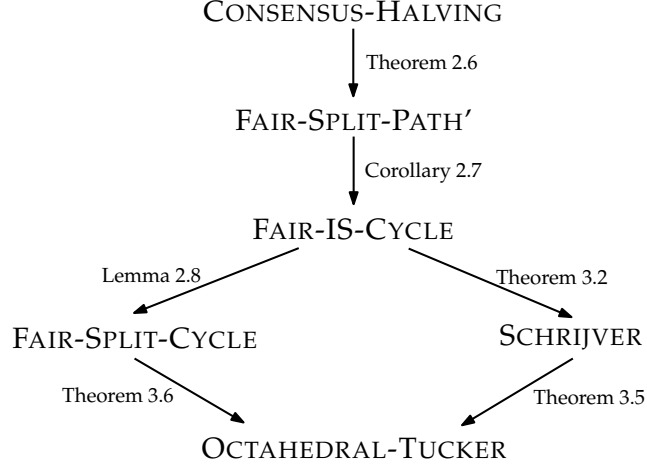 CONSENSUS-HALVING
Theorem 2.6
FAIR-SPLIT-PATH'
Corollary 2.7
FAIR-IS-CYCLE
Lemma 2.8
Theorem 3.2
FAIR-SPLIT-CYCLE
SCHRIJVER
Theorem 3.6
Theorem 3.5
OCTAHEDRAL-TUCKER